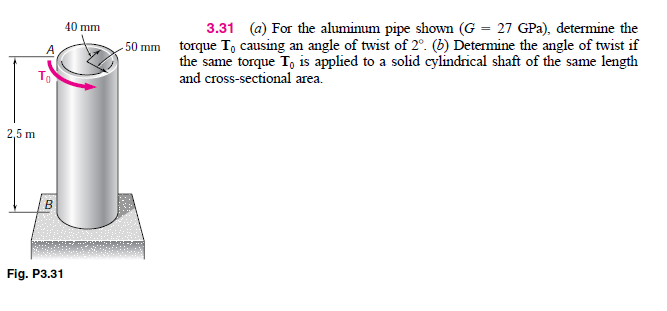 40 mm
50 mm
A
T₀
2,5 m
B
Fig. P3.31
3.31 (a) For the aluminum pipe shown (G = 27 GPa), determine the
torque T₀ causing an angle of twist of 2°. (b) Determine the angle of twist if
the same torque T₀ is applied to a solid cylindrical shaft of the same length
and cross-sectional area.